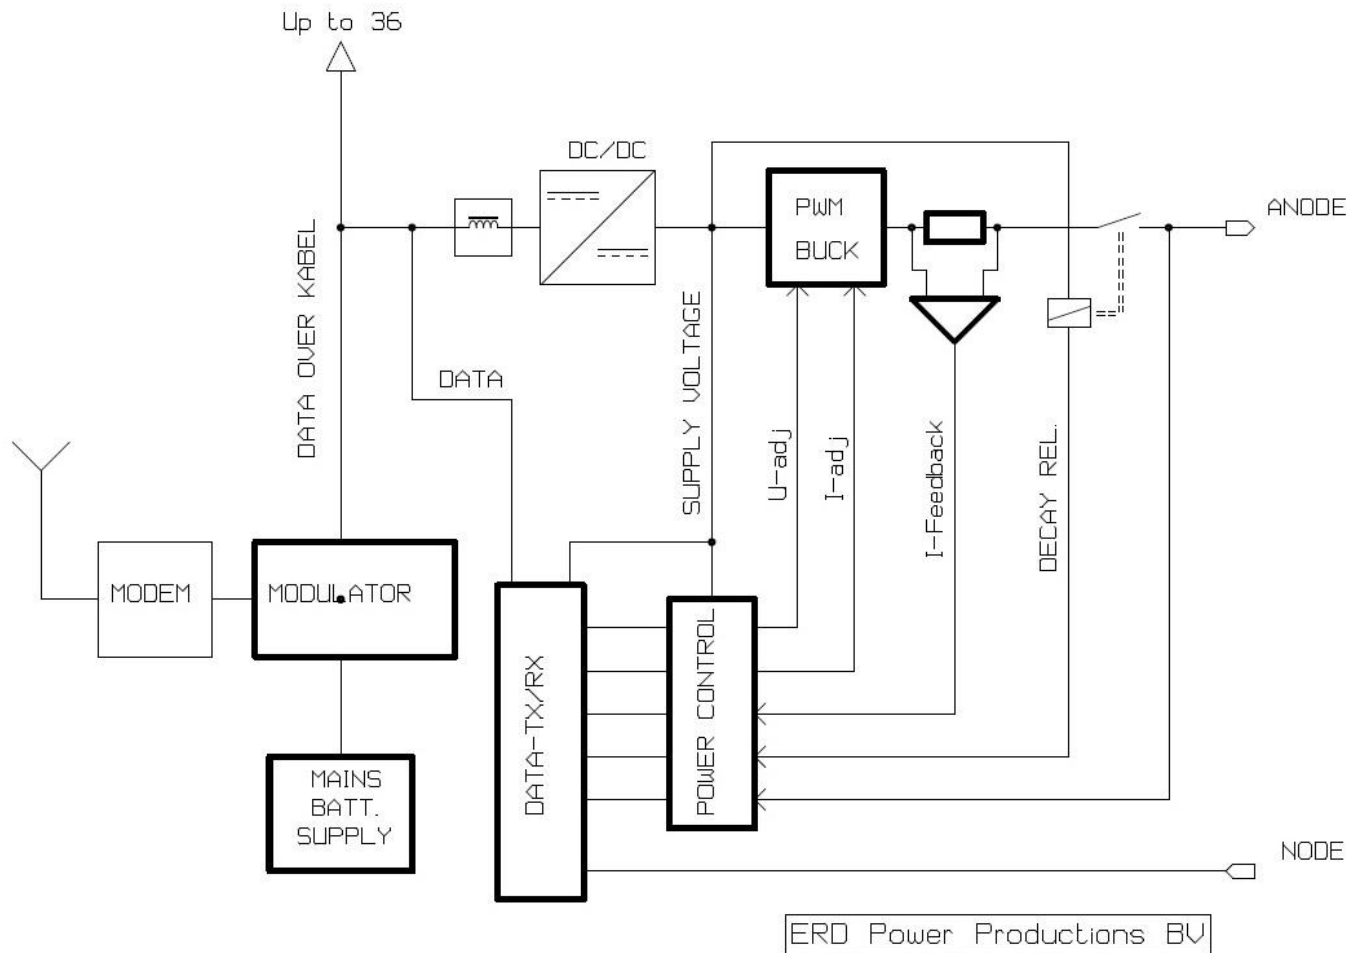 Up to 36
DC/DC
PWM
BUCK
ANODE
DATA OVER KABEL
SUPPLY VOLTAGE
DATA
U-adj
I-adj
I-Feedback
DECAY REL.
MODEM
MODULATOR
DATA-TX/RX
POWER CONTROL
MAINS
BATT.
SUPPLY
NODE
ERD Power Productions BV